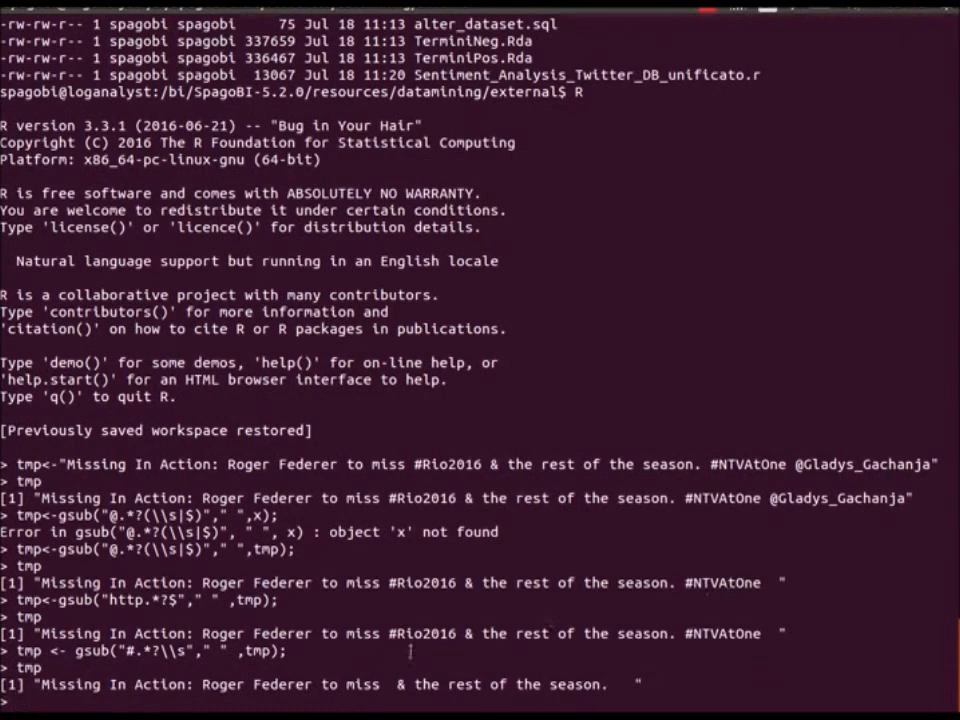 -rw-rw-r-- 1 spagobi spagobi     75 Jul 18 11:13 alter_dataset.sql
-rw-rw-r-- 1 spagobi spagobi 337659 Jul 18 11:13 TerminiNeg.Rda
-rw-rw-r-- 1 spagobi spagobi 336467 Jul 18 11:13 TerminiPos.Rda
-rw-rw-r-- 1 spagobi spagobi  13067 Jul 18 11:20 Sentiment_Analysis_Twitter_DB_unificato.r
spagobi@loganalyst:/bi/SpagoBI-5.2.0/resources/datamining/external$ R
R version 3.3.1 (2016-06-21) -- "Bug in Your Hair"
Copyright (C) 2016 The R Foundation for Statistical Computing
Platform: x86_64-pc-linux-gnu (64-bit)
R is free software and comes with ABSOLUTELY NO WARRANTY.
You are welcome to redistribute it under certain conditions.
Type 'license()' or 'licence()' for distribution details.
  Natural language support but running in an English locale
R is a collaborative project with many contributors.
Type 'contributors()' for more information and
'citation()' on how to cite R or R packages in publications.
Type 'demo()' for some demos, 'help()' for on-line help, or
'help.start()' for an HTML browser interface to help.
Type 'q()' to quit R.
[Previously saved workspace restored]
> tmp<-"Missing In Action: Roger Federer to miss #Rio2016 & the rest of the season. #NTVAtOne @Gladys_Gachanja"
> tmp
[1] "Missing In Action: Roger Federer to miss #Rio2016 & the rest of the season. #NTVAtOne @Gladys_Gachanja"
> tmp<-gsub("@.*?(\\s|$)"," ",x);
Error in gsub("@.*?(\\s|$)", " ", x) : object 'x' not found
> tmp<-gsub("@.*?(\\s|$)"," ",tmp);
> tmp
[1] "Missing In Action: Roger Federer to miss #Rio2016 & the rest of the season. #NTVAtOne  "
> tmp<-gsub("http.*?$"," " ,tmp);
> tmp
[1] "Missing In Action: Roger Federer to miss #Rio2016 & the rest of the season. #NTVAtOne  "
> tmp <- gsub("#.*?\\s"," " ,tmp);
> tmp
[1] "Missing In Action: Roger Federer to miss  & the rest of the season.   "
>